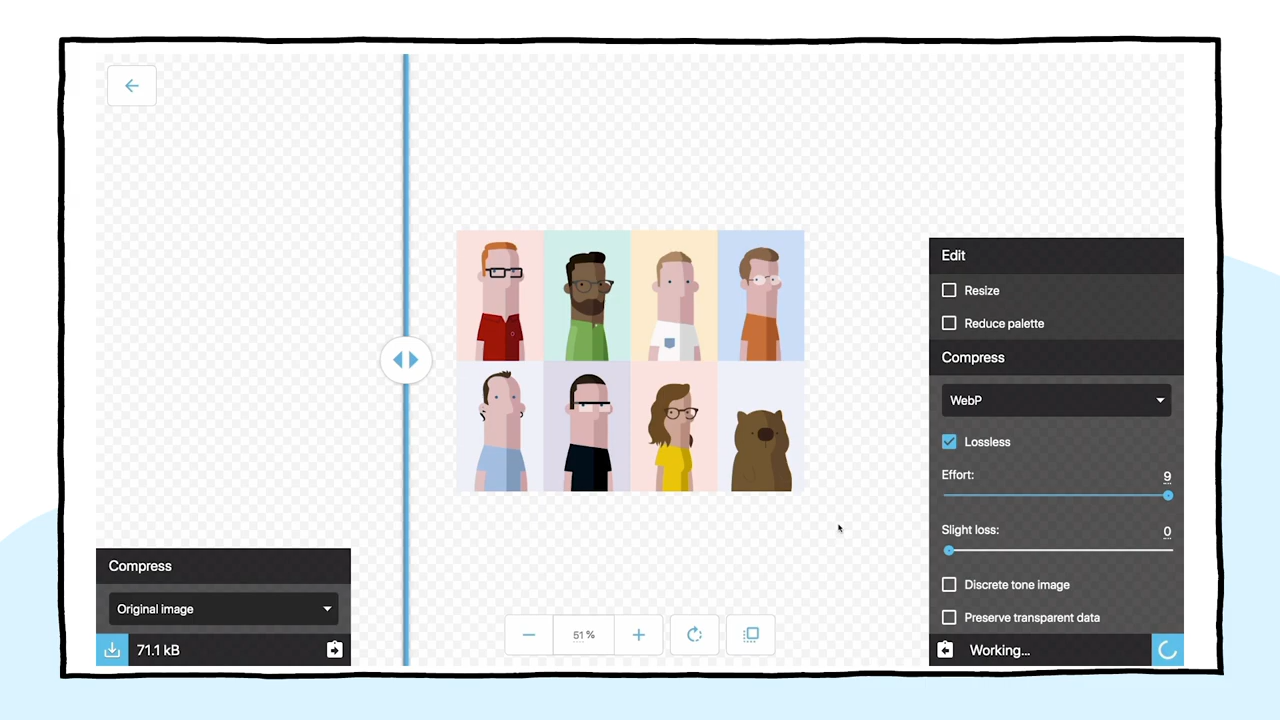 Compress
Original image
71.1 kB
51 %
Edit
Resize
Reduce palette
Compress
WebP
Lossless
Effort: 9
Slight loss: 0
Discrete tone image
Preserve transparent data
Working...